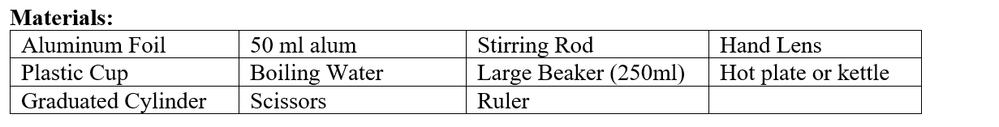 Materials:
Aluminum Foil 50 ml alum Stirring Rod Hand Lens
Plastic Cup Boiling Water Large Beaker (250ml) Hot plate or kettle
Graduated Cylinder Scissors Ruler